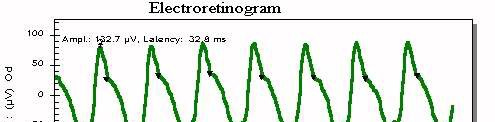 Electroretinogram
Ampl.: 132.7 µV, Latency: 32.8 ms
100
50
0
(µV) Od